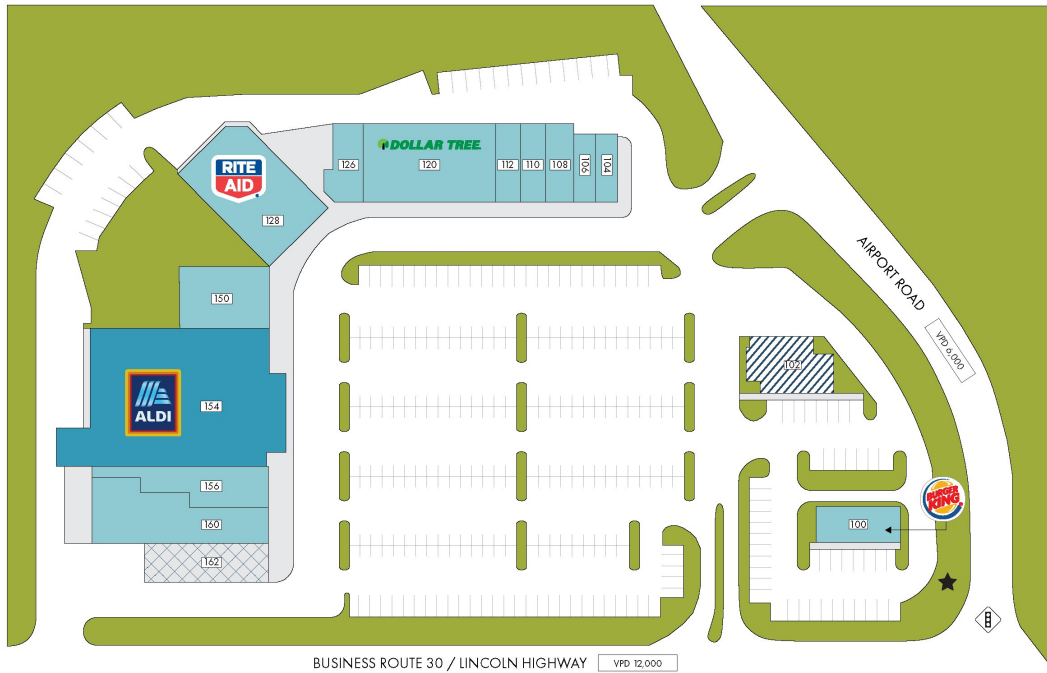 RITE
AID
DOLLAR TREE
126
120
112
110
108
106
104
128
150
AIRPORT ROAD
VPD 6,000
102
ALDI
154
156
160
162
BURGER
KING
100
BUSINESS ROUTE 30 / LINCOLN HIGHWAY
VPD 12,000